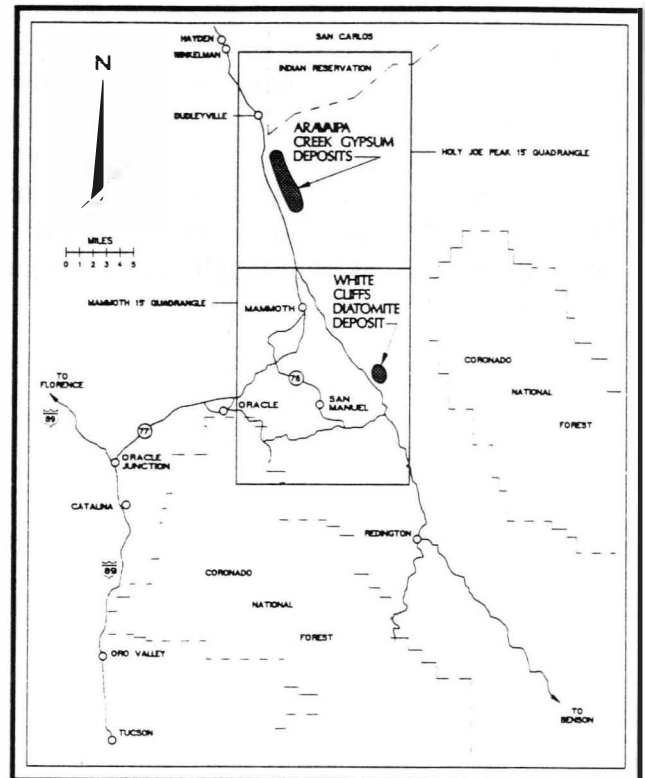 HAYDEN
WINKELMAN
SAN CARLOS
INDIAN RESERVATION
N
DUDLEYVILLE
ARAVAIPA
CREEK GYPSUM
DEPOSITS
HOLY JOE PEAK 15' QUADRANGLE
MILES
0 1 2 3 4 5
MAMMOTH 15' QUADRANGLE
MAMMOTH
WHITE
CLIFFS
DIATOMITE
DEPOSIT
CORONADO
NATIONAL
FOREST
TO
FLORENCE
89
76
SAN
MANUEL
ORACLE
77
ORACLE
JUNCTION
CATALINA
REDINGTON
89
CORONADO
NATIONAL
FOREST
ORO VALLEY
TO
BENSON
TUCSON